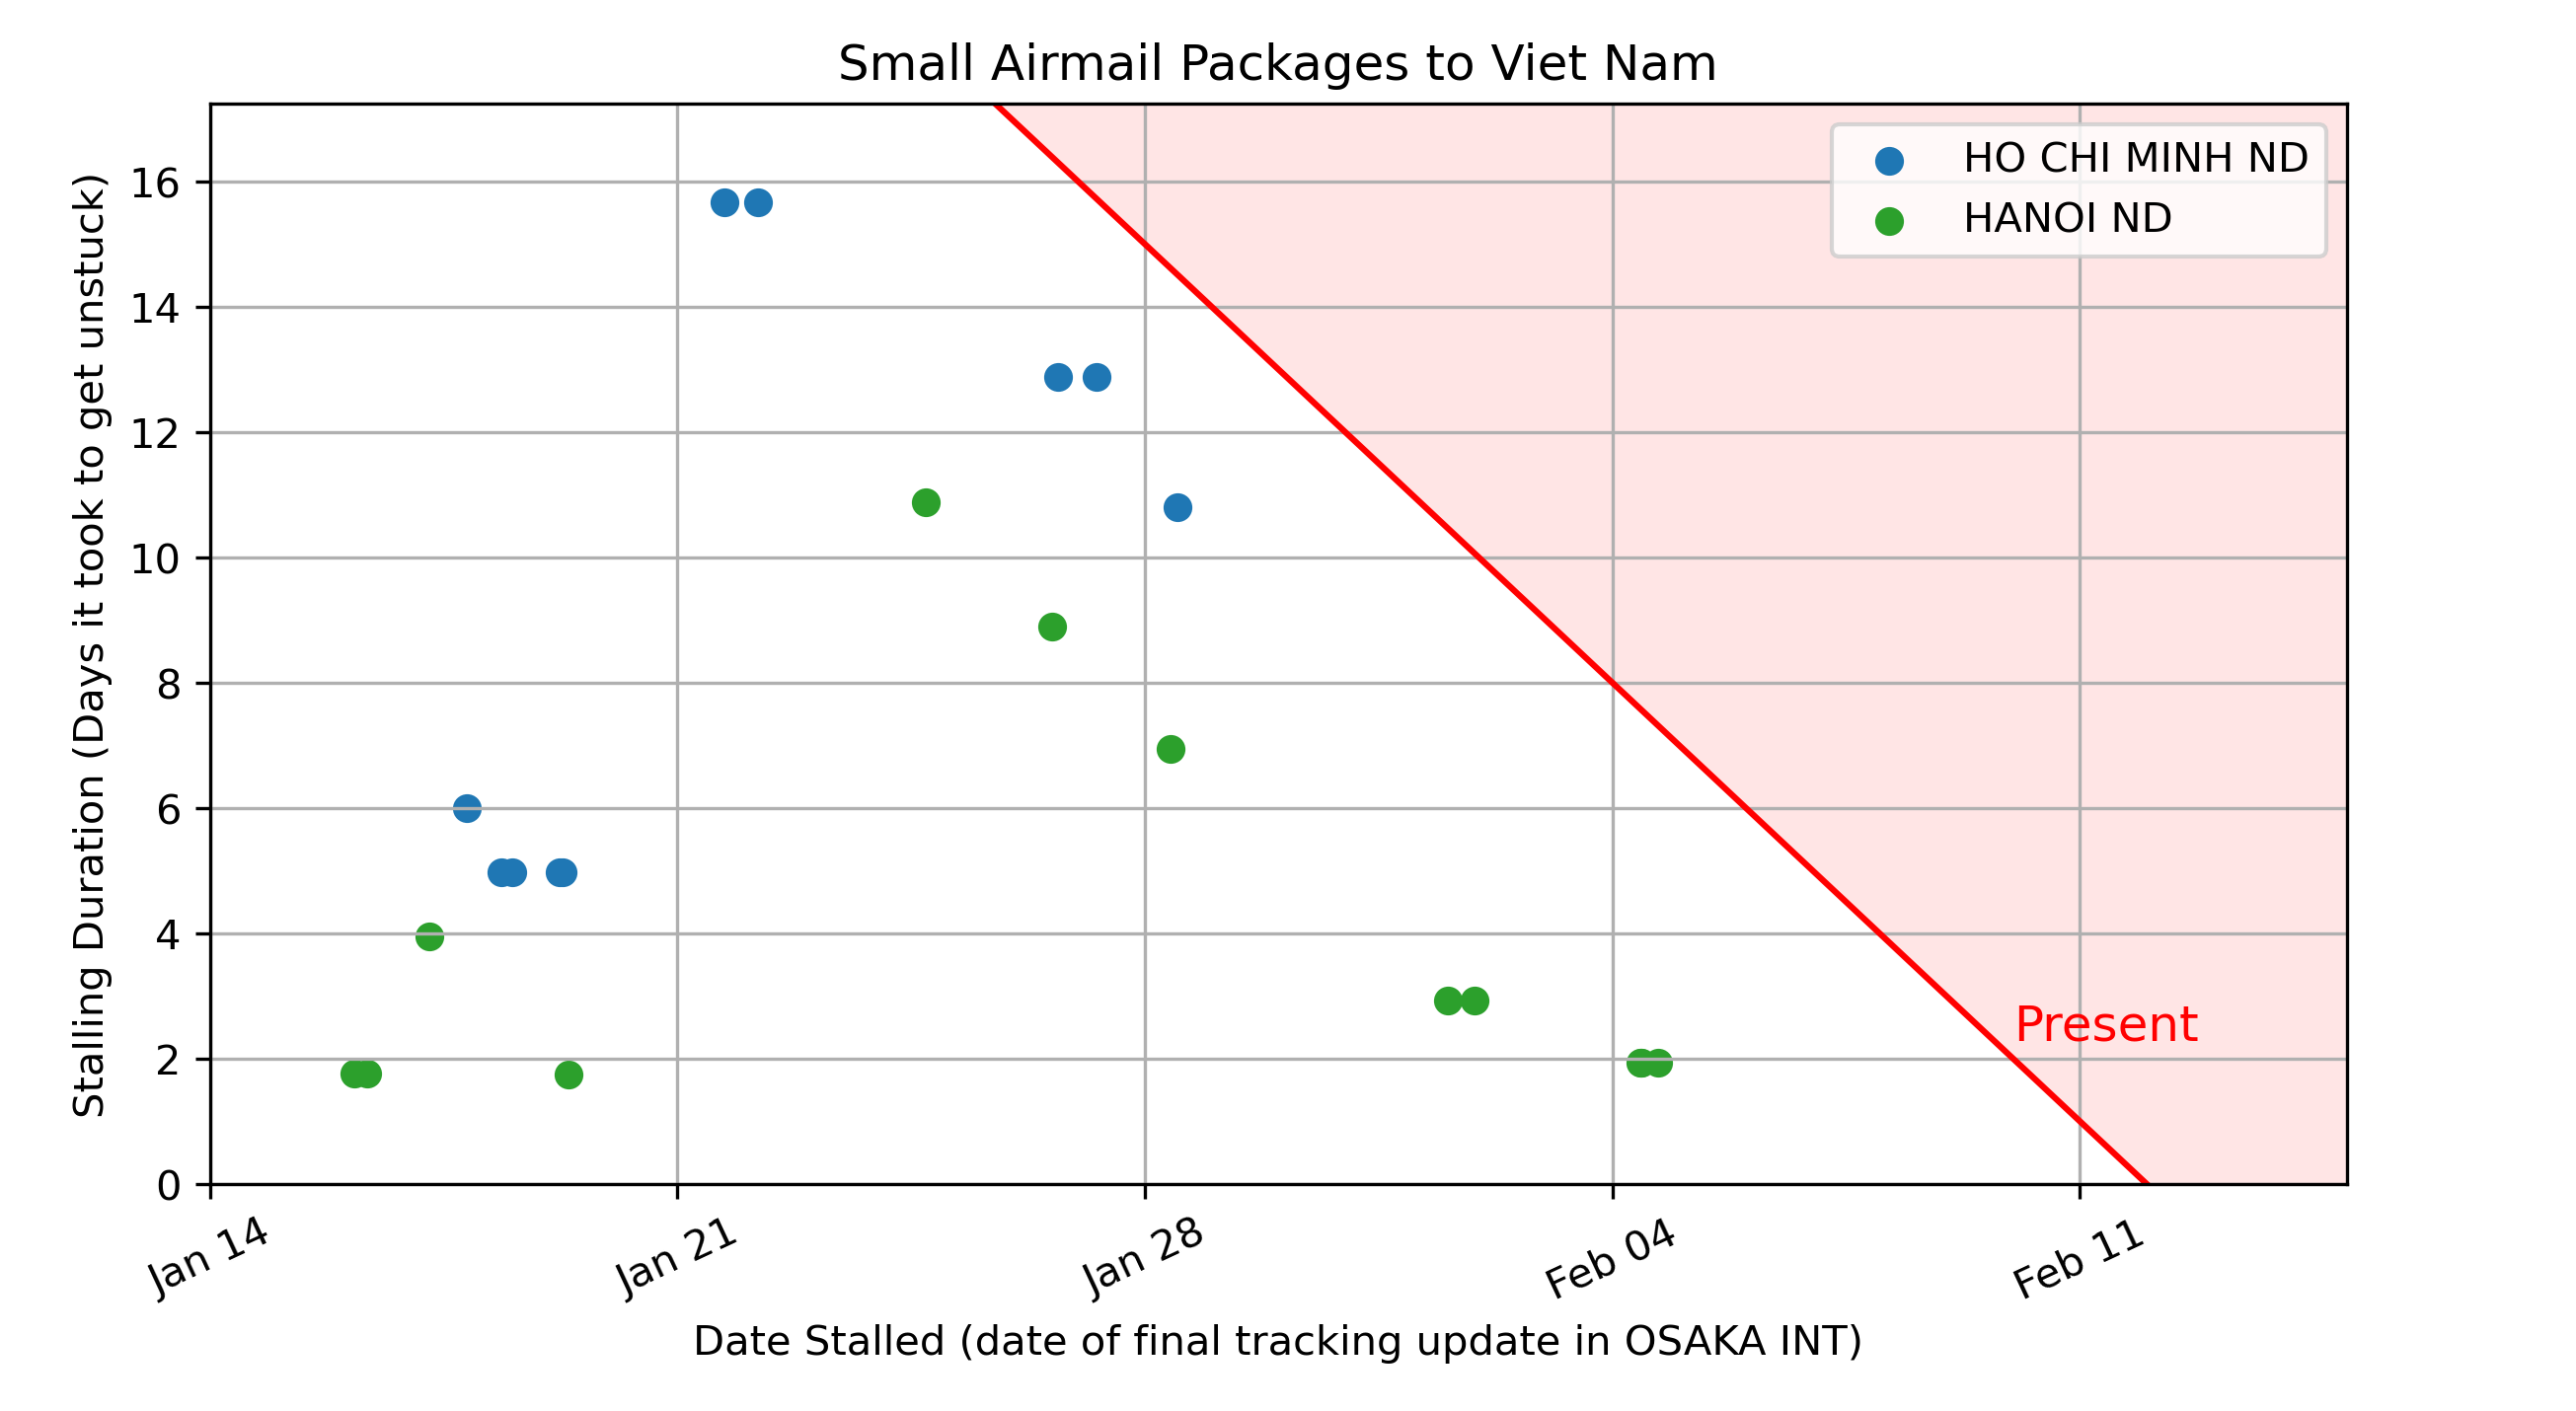 Small Airmail Packages to Viet Nam
HO CHI MINH ND
HANOI ND
Stalling Duration (Days it took to get unstuck)
16
14
12
10
8
6
4
2
0
Present
Jan 14
Jan 21
Jan 28
Feb 04
Feb 11
Date Stalled (date of final tracking update in OSAKA INT)